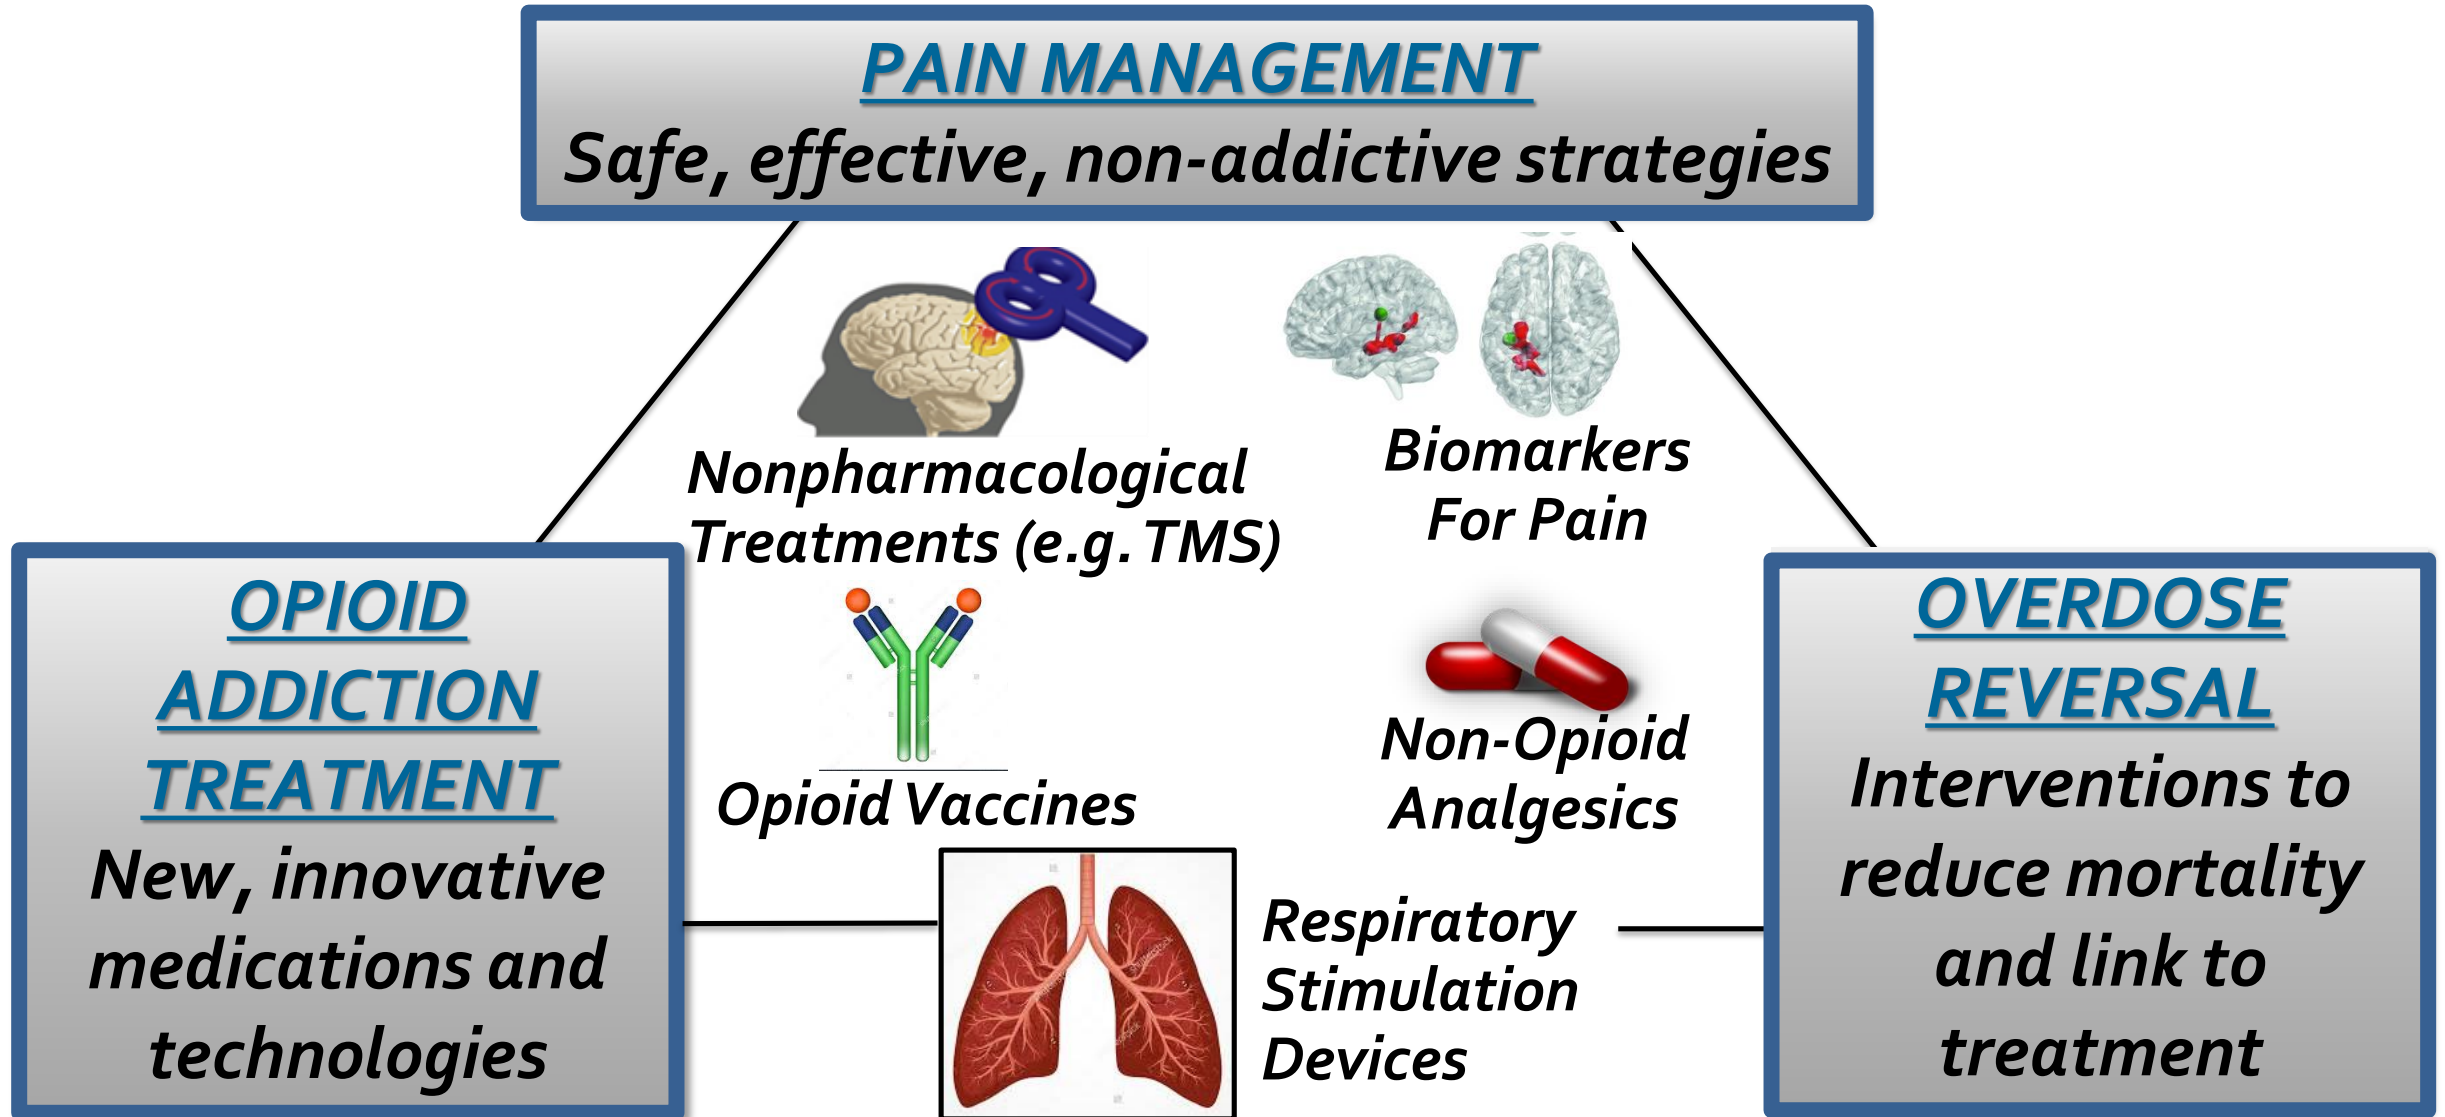 PAIN MANAGEMENT
Safe, effective, non-addictive strategies
Nonpharmacological
Treatments (e.g. TMS)
Biomarkers
For Pain
OPIOID
ADDICTION
TREATMENT
New, innovative
medications and
technologies
Opioid Vaccines
Non-Opioid
Analgesics
Respiratory
Stimulation
Devices
OVERDOSE
REVERSAL
Interventions to
reduce mortality
and link to
treatment